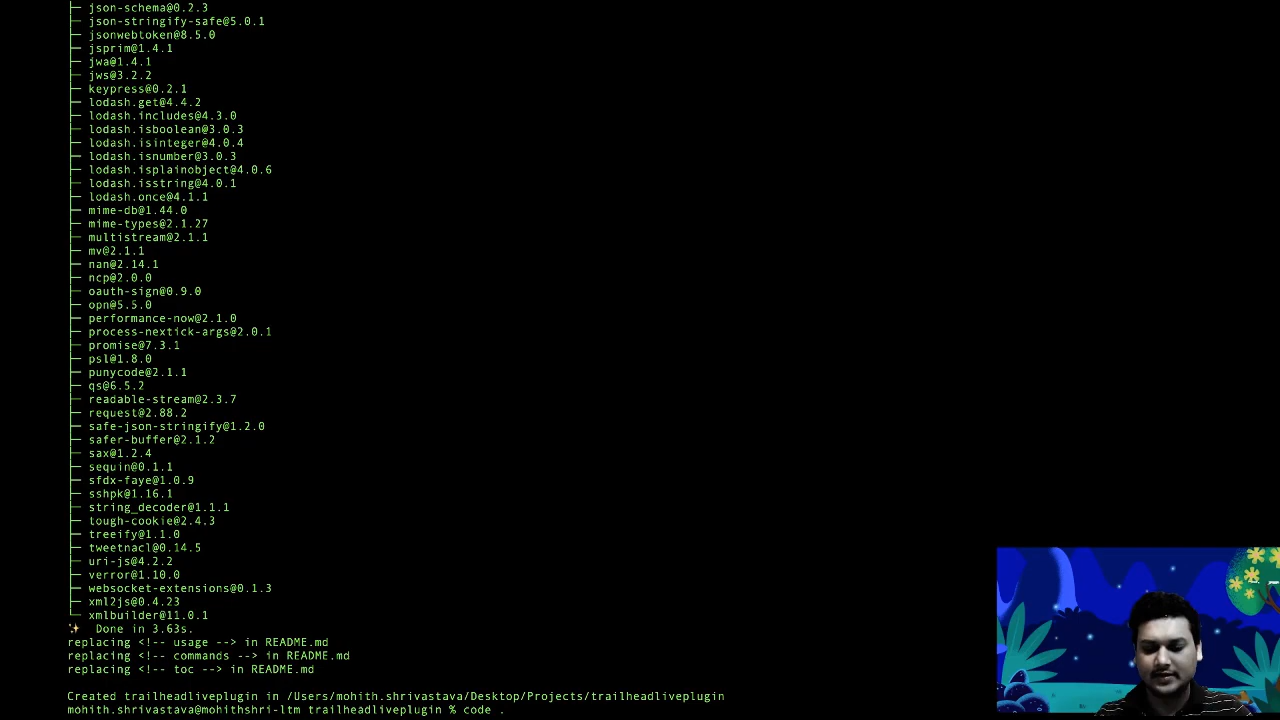 ├─ json-schema@0.2.3
├─ json-stringify-safe@5.0.1
├─ jsonwebtoken@8.5.0
├─ jsprim@1.4.1
├─ jwa@1.4.1
├─ jws@3.2.2
├─ keypress@0.2.1
├─ lodash.get@4.4.2
├─ lodash.includes@4.3.0
├─ lodash.isboolean@3.0.3
├─ lodash.isinteger@4.0.4
├─ lodash.isnumber@3.0.3
├─ lodash.isplainobject@4.0.6
├─ lodash.isstring@4.0.1
├─ lodash.once@4.1.1
├─ mime-db@1.44.0
├─ mime-types@2.1.27
├─ multistream@2.1.1
├─ mv@2.1.1
├─ nan@2.14.1
├─ ncp@2.0.0
├─ oauth-sign@0.9.0
├─ opn@5.5.0
├─ performance-now@2.1.0
├─ process-nextick-args@2.0.1
├─ promise@7.3.1
├─ psl@1.8.0
├─ punycode@2.1.1
├─ qs@6.5.2
├─ readable-stream@2.3.7
├─ request@2.88.2
├─ safe-json-stringify@1.2.0
├─ safer-buffer@2.1.2
├─ sax@1.2.4
├─ sequin@0.1.1
├─ sfdx-faye@1.0.9
├─ sshpk@1.16.1
├─ string_decoder@1.1.1
├─ tough-cookie@2.4.3
├─ treeify@1.1.0
├─ tweetnacl@0.14.5
├─ uri-js@4.2.2
├─ verror@1.10.0
├─ websocket-extensions@0.1.3
├─ xml2js@0.4.23
└─ xmlbuilder@11.0.1
✨ Done in 3.63s.
replacing <!-- usage --> in README.md
replacing <!-- commands --> in README.md
replacing <!-- toc --> in README.md
Created trailheadliveplugin in /Users/mohith.shrivastava/Desktop/Projects/trailheadliveplugin
mohith.shrivastava@mohithshri-ltm trailheadliveplugin % code .